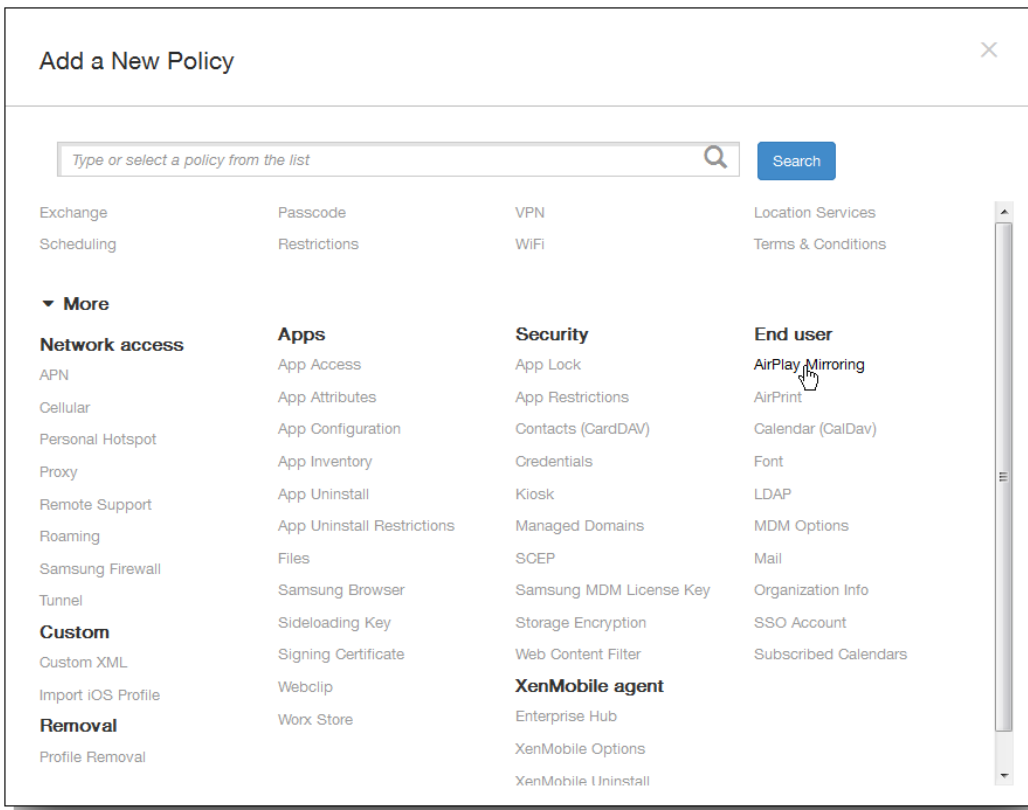 Add a New Policy
Type or select a policy from the list
Search
Exchange
Passcode
VPN
Location Services
Scheduling
Restrictions
WiFi
Terms & Conditions
More
Network access
APN
Cellular
Personal Hotspot
Proxy
Remote Support
Roaming
Samsung Firewall
Tunnel
Custom
Custom XML
Import iOS Profile
Removal
Profile Removal
Apps
App Access
App Attributes
App Configuration
App Inventory
App Uninstall
App Uninstall Restrictions
Files
Samsung Browser
Sideloading Key
Signing Certificate
Webclip
Worx Store
Security
App Lock
App Restrictions
Contacts (CardDAV)
Credentials
Kiosk
Managed Domains
SCEP
Samsung MDM License Key
Storage Encryption
Web Content Filter
XenMobile agent
Enterprise Hub
XenMobile Options
XenMobile Uninstall
End user
AirPlay Mirroring
AirPrint
Calendar (CalDav)
Font
LDAP
MDM Options
Mail
Organization Info
SSO Account
Subscribed Calendars